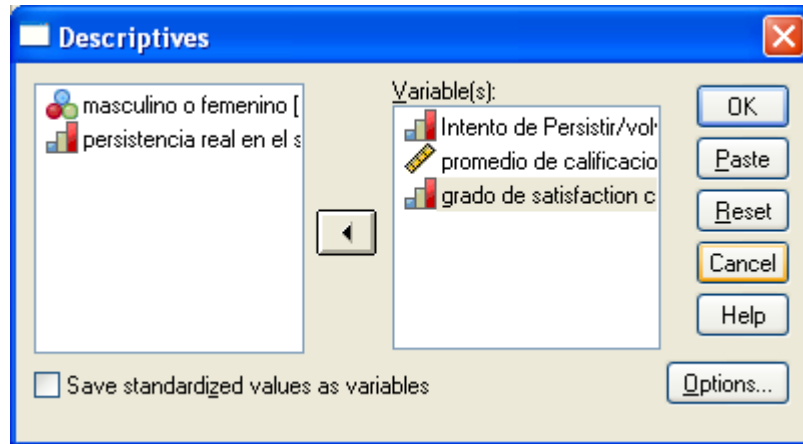 Descriptives
masculino o femenino [
persistencia real en el s
Variable(s):
Intento de Persistir/vol
promedio de calificacio
grado de satisfaction c
OK
Paste
Reset
Cancel
Help
Save standardized values as variables
Options...